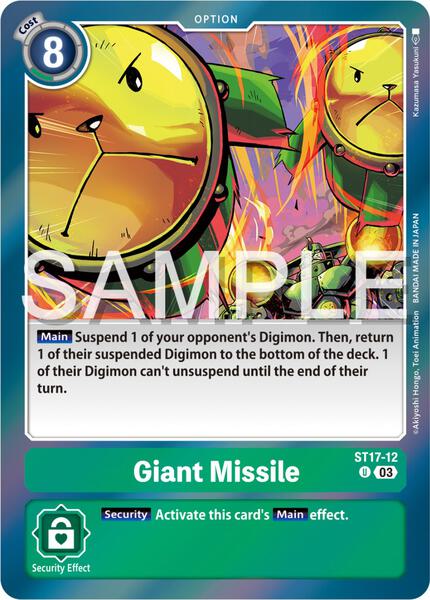 OPTION
Cost
8
Kazumasa Yasukuni
SAMPLE
©Akiyoshi Hongo, Toei Animation BANDAI MADE IN JAPAN
Main Suspend 1 of your opponent's Digimon. Then, return
1 of their suspended Digimon to the bottom of the deck. 1
of their Digimon can't unsuspend until the end of their
turn.
ST17-12
Giant Missile
U 03
Security Activate this card's Main effect.
Security Effect